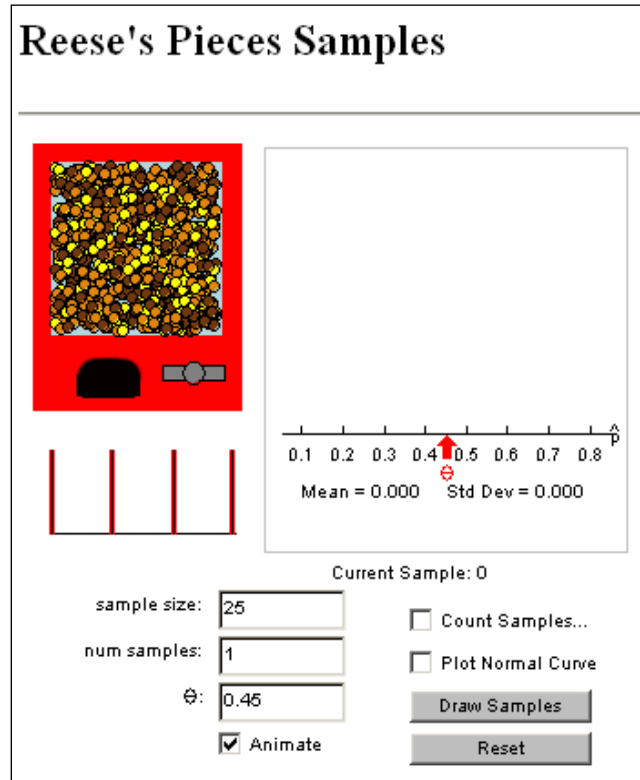 Reese's Pieces Samples
p̂
0.1 0.2 0.3 0.4 0.5 0.6 0.7 0.8
θ
Mean = 0.000 Std Dev = 0.000
Current Sample: 0
sample size: 25
Count Samples...
num samples: 1
Plot Normal Curve
θ: 0.45
Draw Samples
Animate
Reset